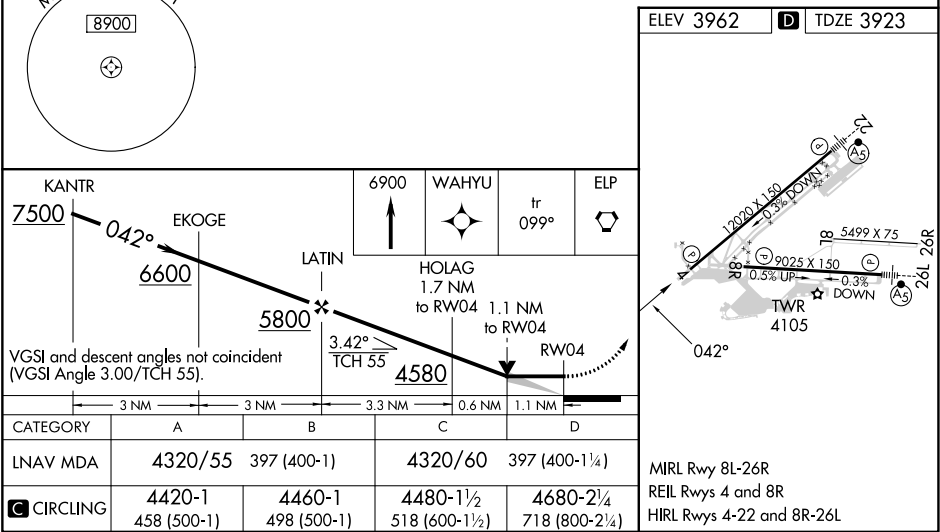 8900
ELEV 3962
D
TDZE 3923
KANTR
7500
042°
EKOGE
6600
LATIN
5800
6900
WAHYU
tr
099°
ELP
HOLAG
1.7 NM
to RW04
1.1 NM
to RW04
RW04
3.42°
TCH 55
4580
VGSI and descent angles not coincident
(VGSI Angle 3.00/TCH 55).
3 NM
3 NM
3.3 NM
0.6 NM
1.1 NM
CATEGORY A B C D
LNAV MDA 4320/55 397 (400-1) 4320/60 397 (400-1¼)
C CIRCLING 4420-1 4460-1 4480-1½ 4680-2¼
458 (500-1) 498 (500-1) 518 (600-1½) 718 (800-2¼)
22
P
A5
12020 X 150
0.3% DOWN
P
4
8L
5499 X 75
26R
8R
P
9025 X 150
P
26L
0.5% UP
0.3%
DOWN
A5
TWR
4105
042°
MIRL Rwy 8L-26R
REIL Rwys 4 and 8R
HIRL Rwys 4-22 and 8R-26L